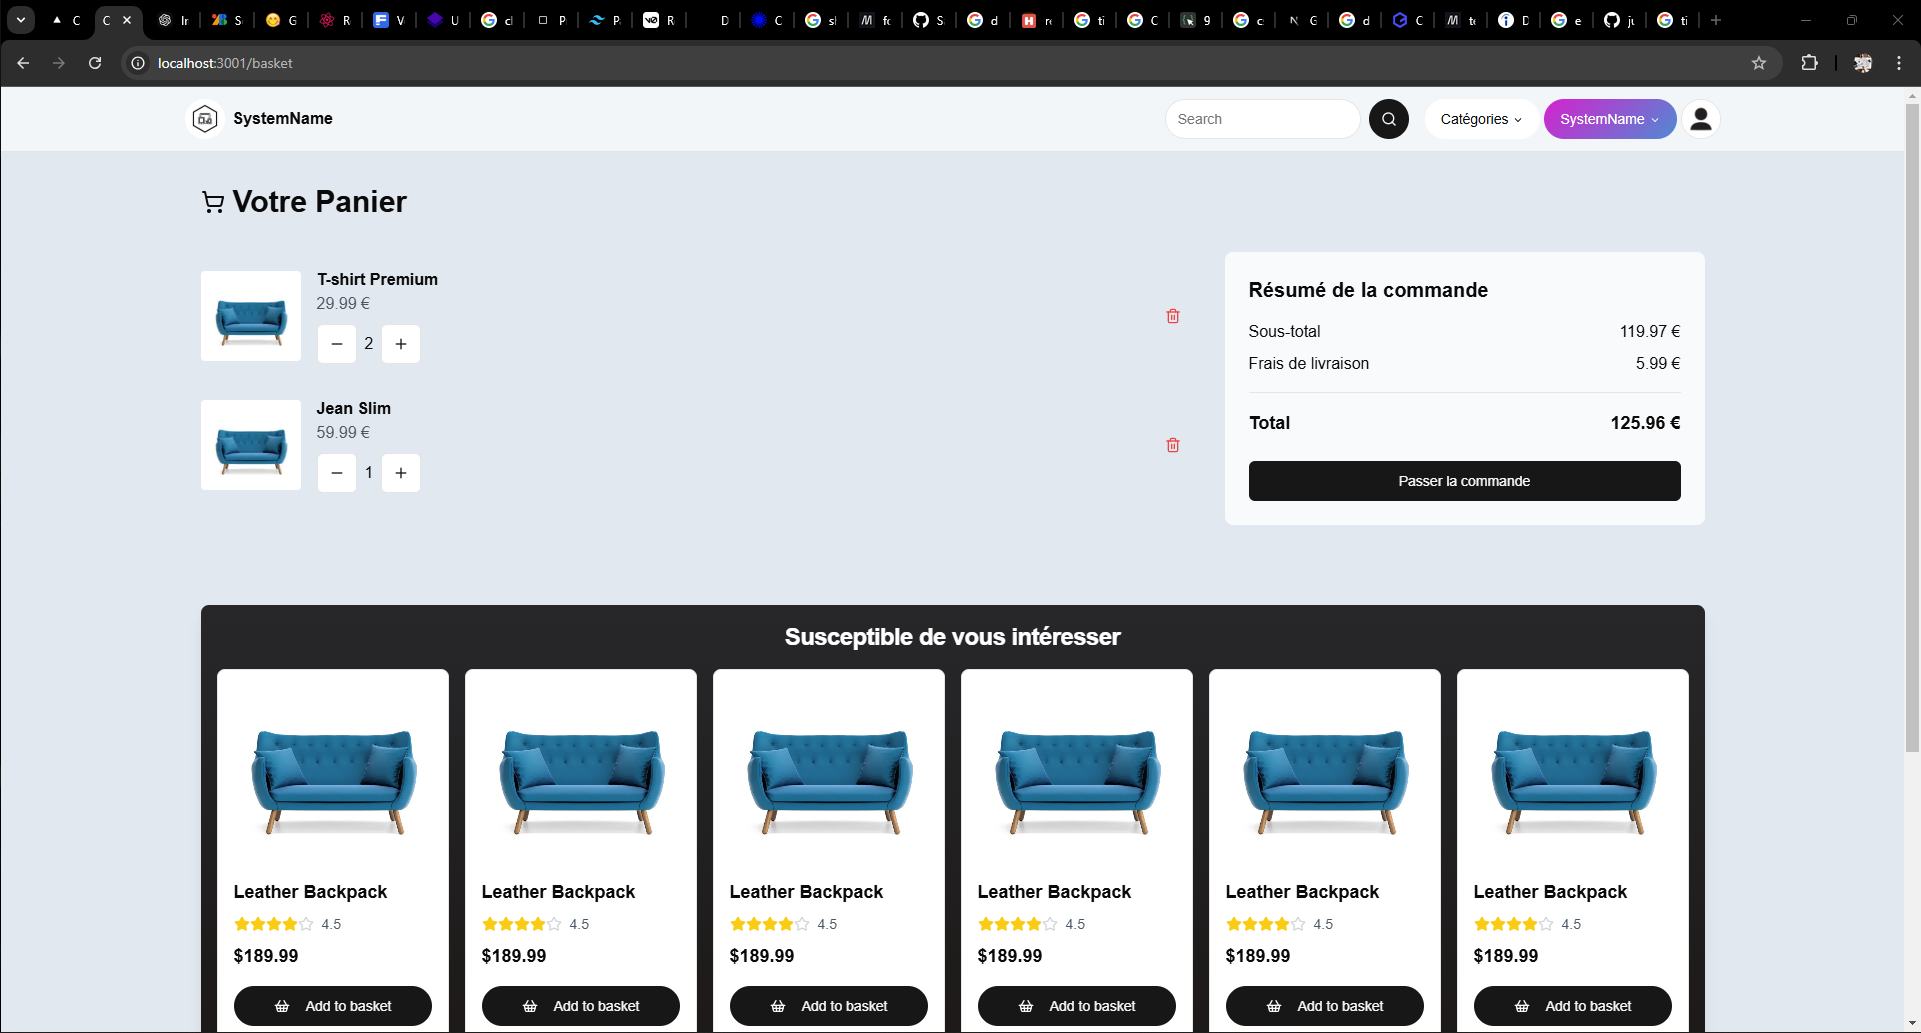 localhost:3001/basket
SystemName
Search
Catégories
SystemName
Votre Panier
T-shirt Premium
29.99 €
2
Jean Slim
59.99 €
1
Résumé de la commande
Sous-total 119.97 €
Frais de livraison 5.99 €
Total 125.96 €
Passer la commande
Susceptible de vous intéresser
Leather Backpack Leather Backpack Leather Backpack Leather Backpack Leather Backpack Leather Backpack
4.5 4.5 4.5 4.5 4.5 4.5
$189.99 $189.99 $189.99 $189.99 $189.99 $189.99
Add to basket Add to basket Add to basket Add to basket Add to basket Add to basket